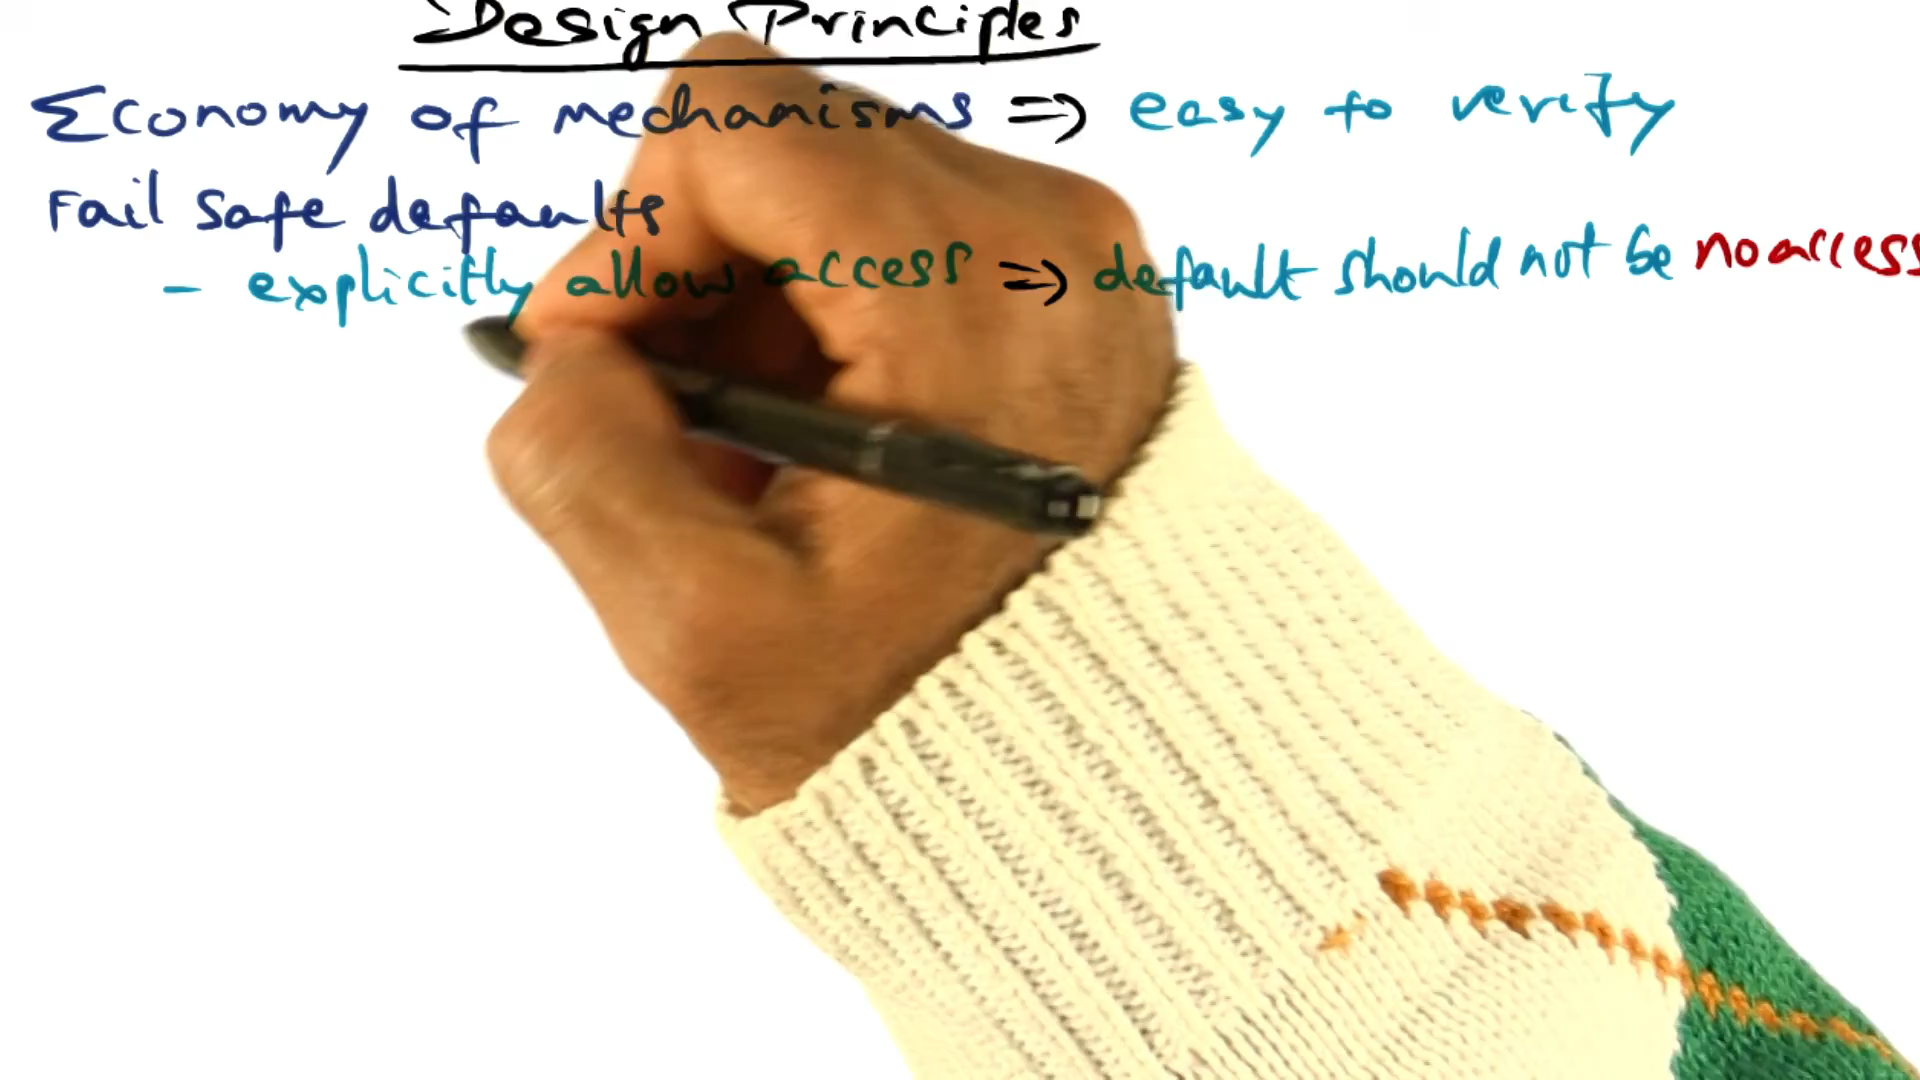 Design Principles
Economy of mechanisms => easy to verify
Fail safe defaults
- explicitly allow access => default should not be no access